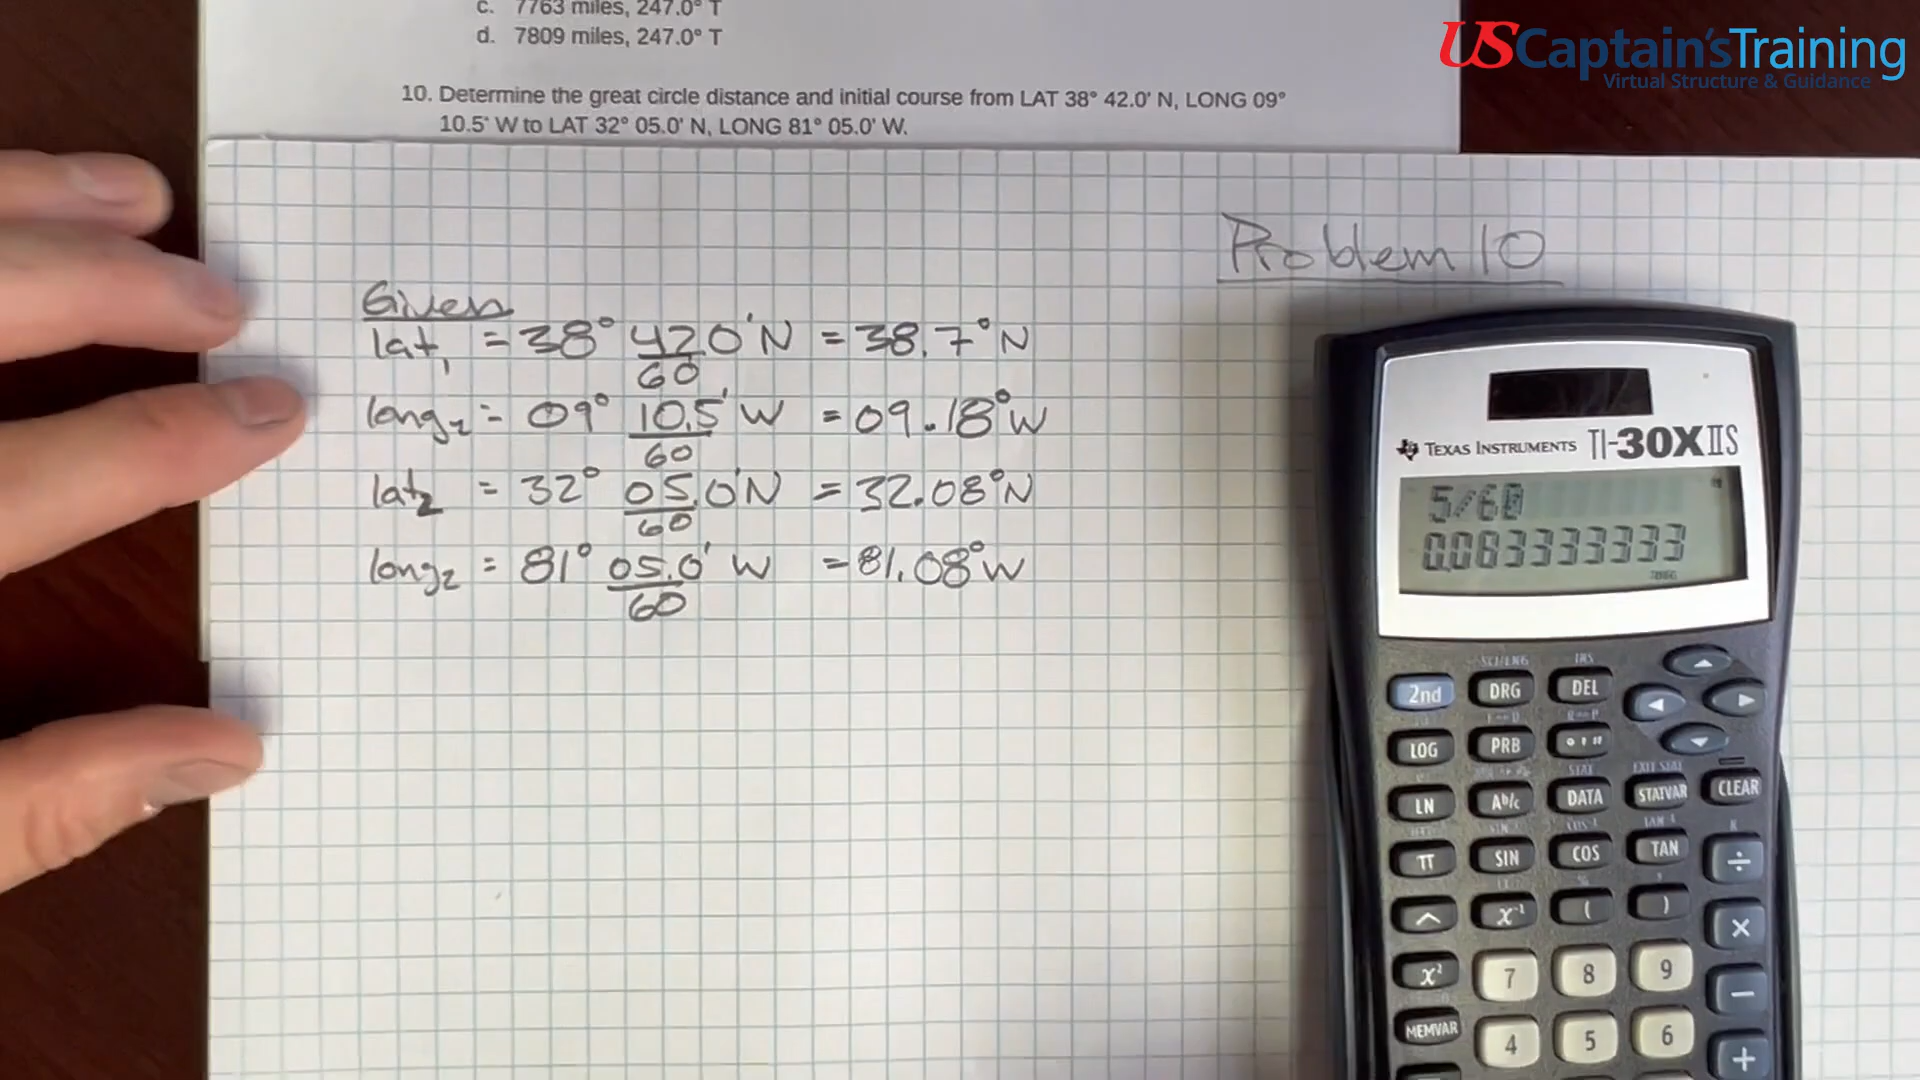 c. 7763 miles, 247.0° T
d. 7809 miles, 247.0° T
USCaptain'sTraining
Virtual Structure & Guidance
10. Determine the great circle distance and initial course from LAT 38° 42.0' N, LONG 09°
10.5' W to LAT 32° 05.0' N, LONG 81° 05.0' W.
Problem 10
Given
lat₁ = 38° 42.0' N = 38.7° N
60
long₂ = 09° 10.5' W = 09.18° W
60
lat₂ = 32° 05.0' N = 32.08° N
60
long₂ = 81° 05.0' W = 81.08° W
60
TEXAS INSTRUMENTS TI-30X IIS
5/60
0.083333333
2nd DRG DEL
LOG PRB ° ' "
LN Ab/c DATA STATVAR CLEAR
π SIN COS TAN ÷
^ x⁻¹ ( ) ×
x² 7 8 9 −
MEMVAR 4 5 6 +